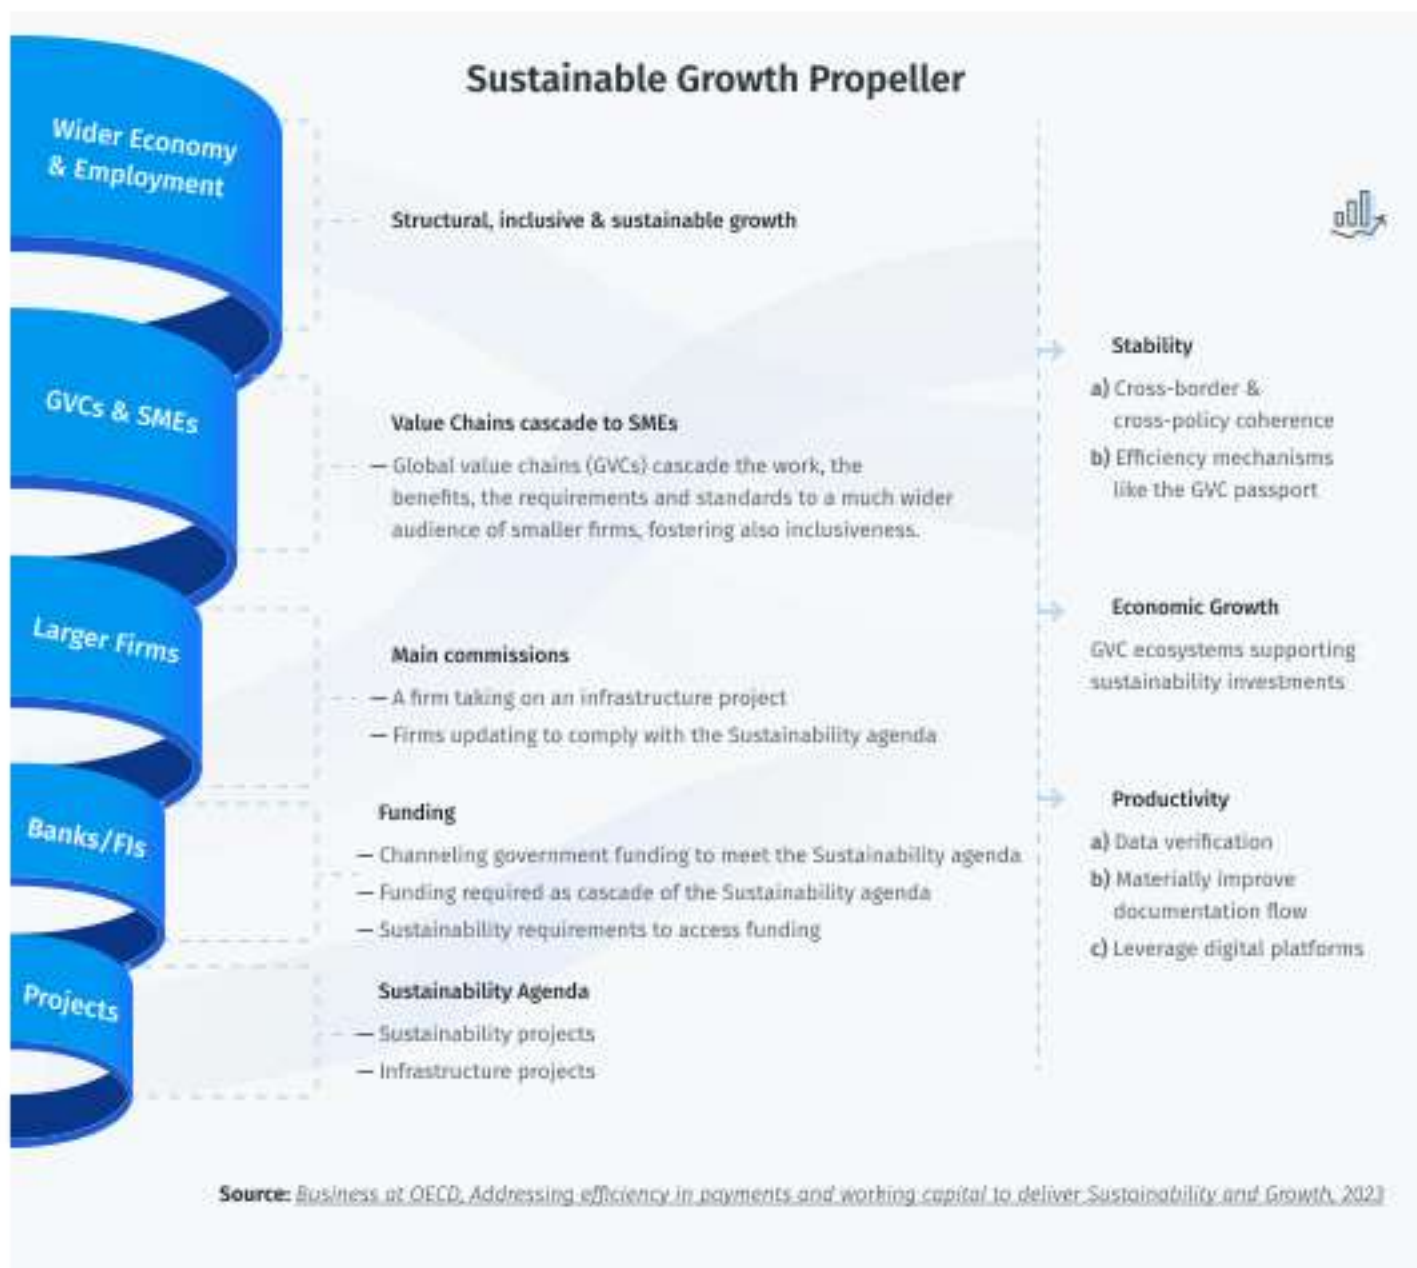 Sustainable Growth Propeller
Wider Economy
& Employment
Structural, inclusive & sustainable growth
GVCs & SMEs
Value Chains cascade to SMEs
— Global value chains (GVCs) cascade the work, the
benefits, the requirements and standards to a much wider
audience of smaller firms, fostering also inclusiveness.
Larger Firms
Main commissions
— A firm taking on an infrastructure project
— Firms updating to comply with the Sustainability agenda
Banks/FIs
Funding
— Channeling government funding to meet the Sustainability agenda
— Funding required as cascade of the Sustainability agenda
— Sustainability requirements to access funding
Projects
Sustainability Agenda
— Sustainability projects
— Infrastructure projects
Stability
a) Cross-border &
cross-policy coherence
b) Efficiency mechanisms
like the GVC passport
Economic Growth
GVC ecosystems supporting
sustainability investments
Productivity
a) Data verification
b) Materially improve
documentation flow
c) Leverage digital platforms
Source: Business at OECD, Addressing efficiency in payments and working capital to deliver Sustainability and Growth, 2023